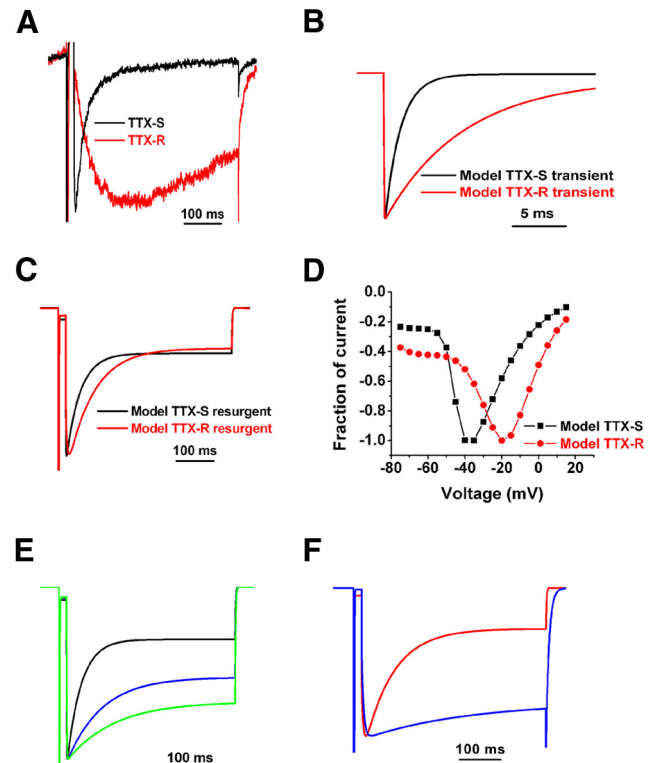 A
TTX-S
TTX-R
100 ms
B
Model TTX-S transient
Model TTX-R transient
5 ms
C
Model TTX-S resurgent
Model TTX-R resurgent
100 ms
D
Fraction of current
0.0
-0.2
-0.4
-0.6
-0.8
-1.0
Model TTX-S
Model TTX-R
-80 -60 -40 -20 0 20
Voltage (mV)
E
100 ms
F
100 ms